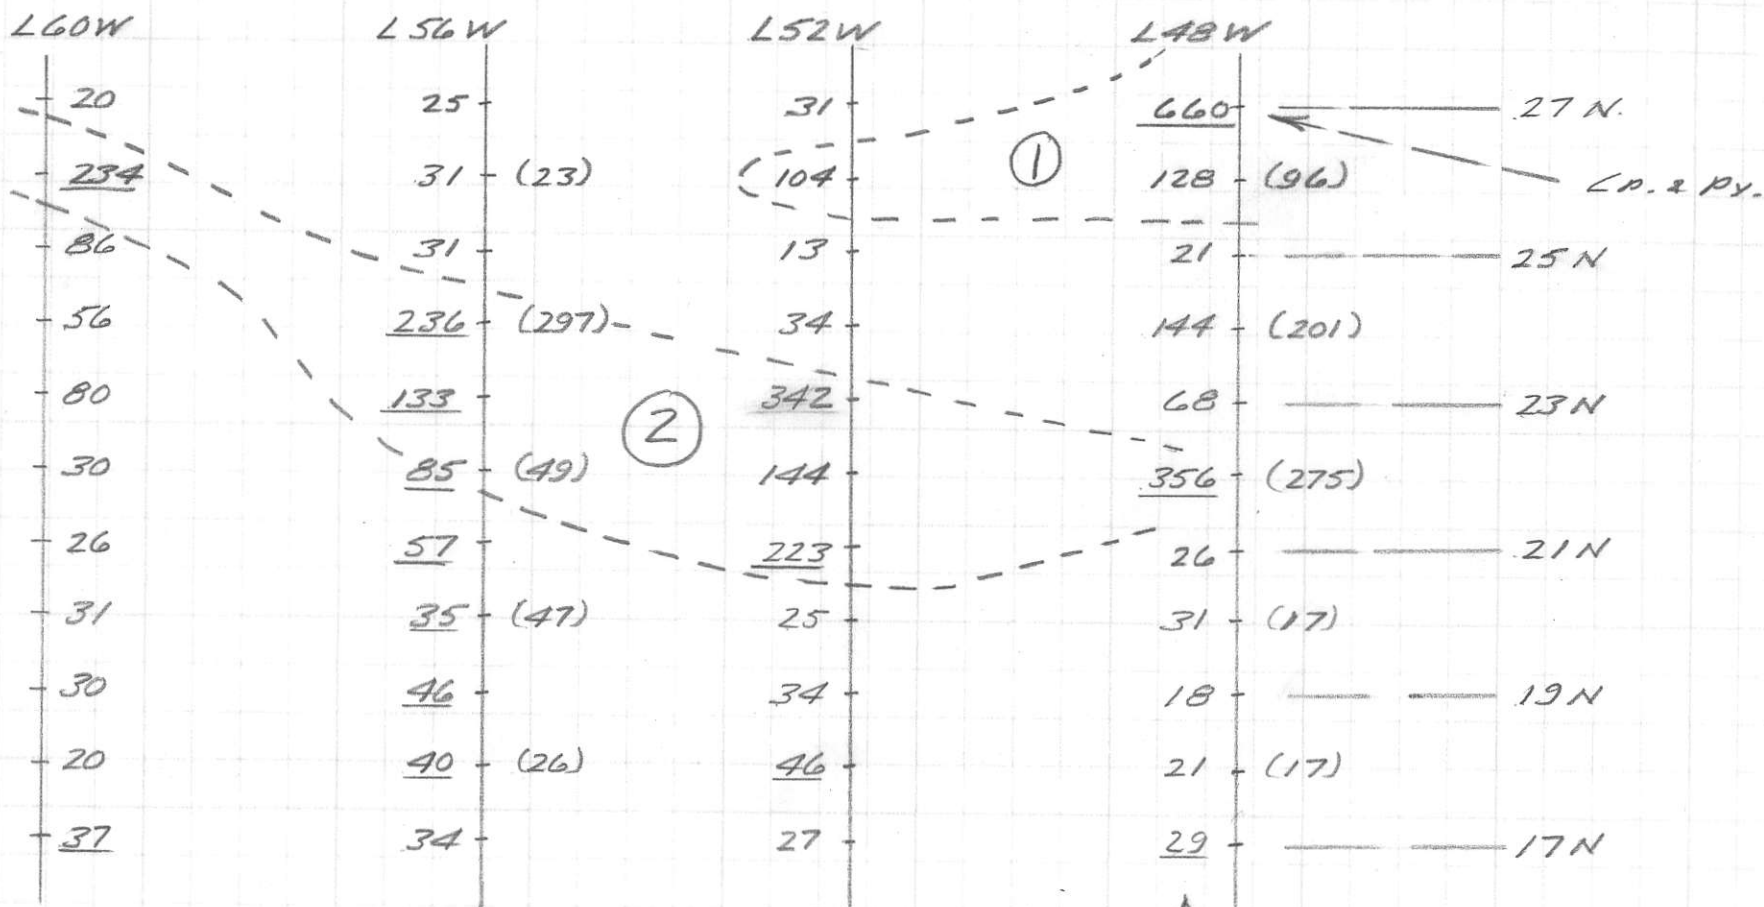 L60W L56W L52W L48W
20 25 31 660 27N.
① 
234 31 (23) 104 128 (96) Cp. & Py.
86 31 13 21 25N
56 236 (297) 34 144 (201)
80 133 342 68 23N
②
30 85 (49) 144 356 (275)
26 57 223 26 21N
31 35 (47) 25 31 (17)
30 46 34 18 19N
20 40 (26) 46 21 (17)
37 34 27 29 17N